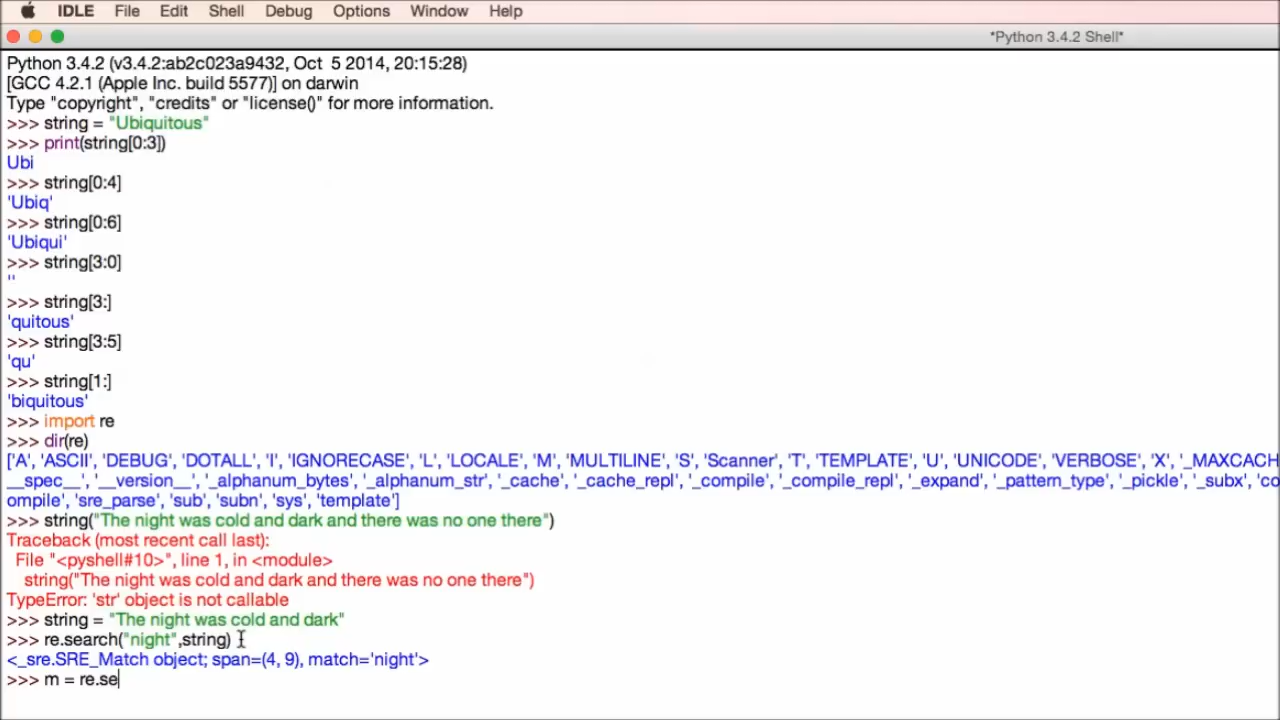 IDLE File Edit Shell Debug Options Window Help
*Python 3.4.2 Shell*
Python 3.4.2 (v3.4.2:ab2c023a9432, Oct  5 2014, 20:15:28)
[GCC 4.2.1 (Apple Inc. build 5577)] on darwin
Type "copyright", "credits" or "license()" for more information.
>>> string = "Ubiquitous"
>>> print(string[0:3])
Ubi
>>> string[0:4]
'Ubiq'
>>> string[0:6]
'Ubiqui'
>>> string[3:0]
''
>>> string[3:]
'quitous'
>>> string[3:5]
'qu'
>>> string[1:]
'biquitous'
>>> import re
>>> dir(re)
['A', 'ASCII', 'DEBUG', 'DOTALL', 'I', 'IGNORECASE', 'L', 'LOCALE', 'M', 'MULTILINE', 'S', 'Scanner', 'T', 'TEMPLATE', 'U', 'UNICODE', 'VERBOSE', 'X', '_MAXCACH
__spec__', '__version__', '_alphanum_bytes', '_alphanum_str', '_cache', '_cache_repl', '_compile', '_compile_repl', '_expand', '_pattern_type', '_pickle', '_subx', 'co
ompile', 'sre_parse', 'sub', 'subn', 'sys', 'template']
>>> string("The night was cold and dark and there was no one there")
Traceback (most recent call last):
  File "<pyshell#10>", line 1, in <module>
    string("The night was cold and dark and there was no one there")
TypeError: 'str' object is not callable
>>> string = "The night was cold and dark"
>>> re.search("night",string)
<_sre.SRE_Match object; span=(4, 9), match='night'>
>>> m = re.se